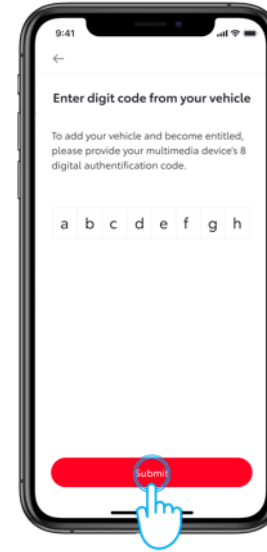 9:41
Enter digit code from your vehicle
To add your vehicle and become entitled,
please provide your multimedia device's 8
digital authentification code.
a b c d e f g h
Submit